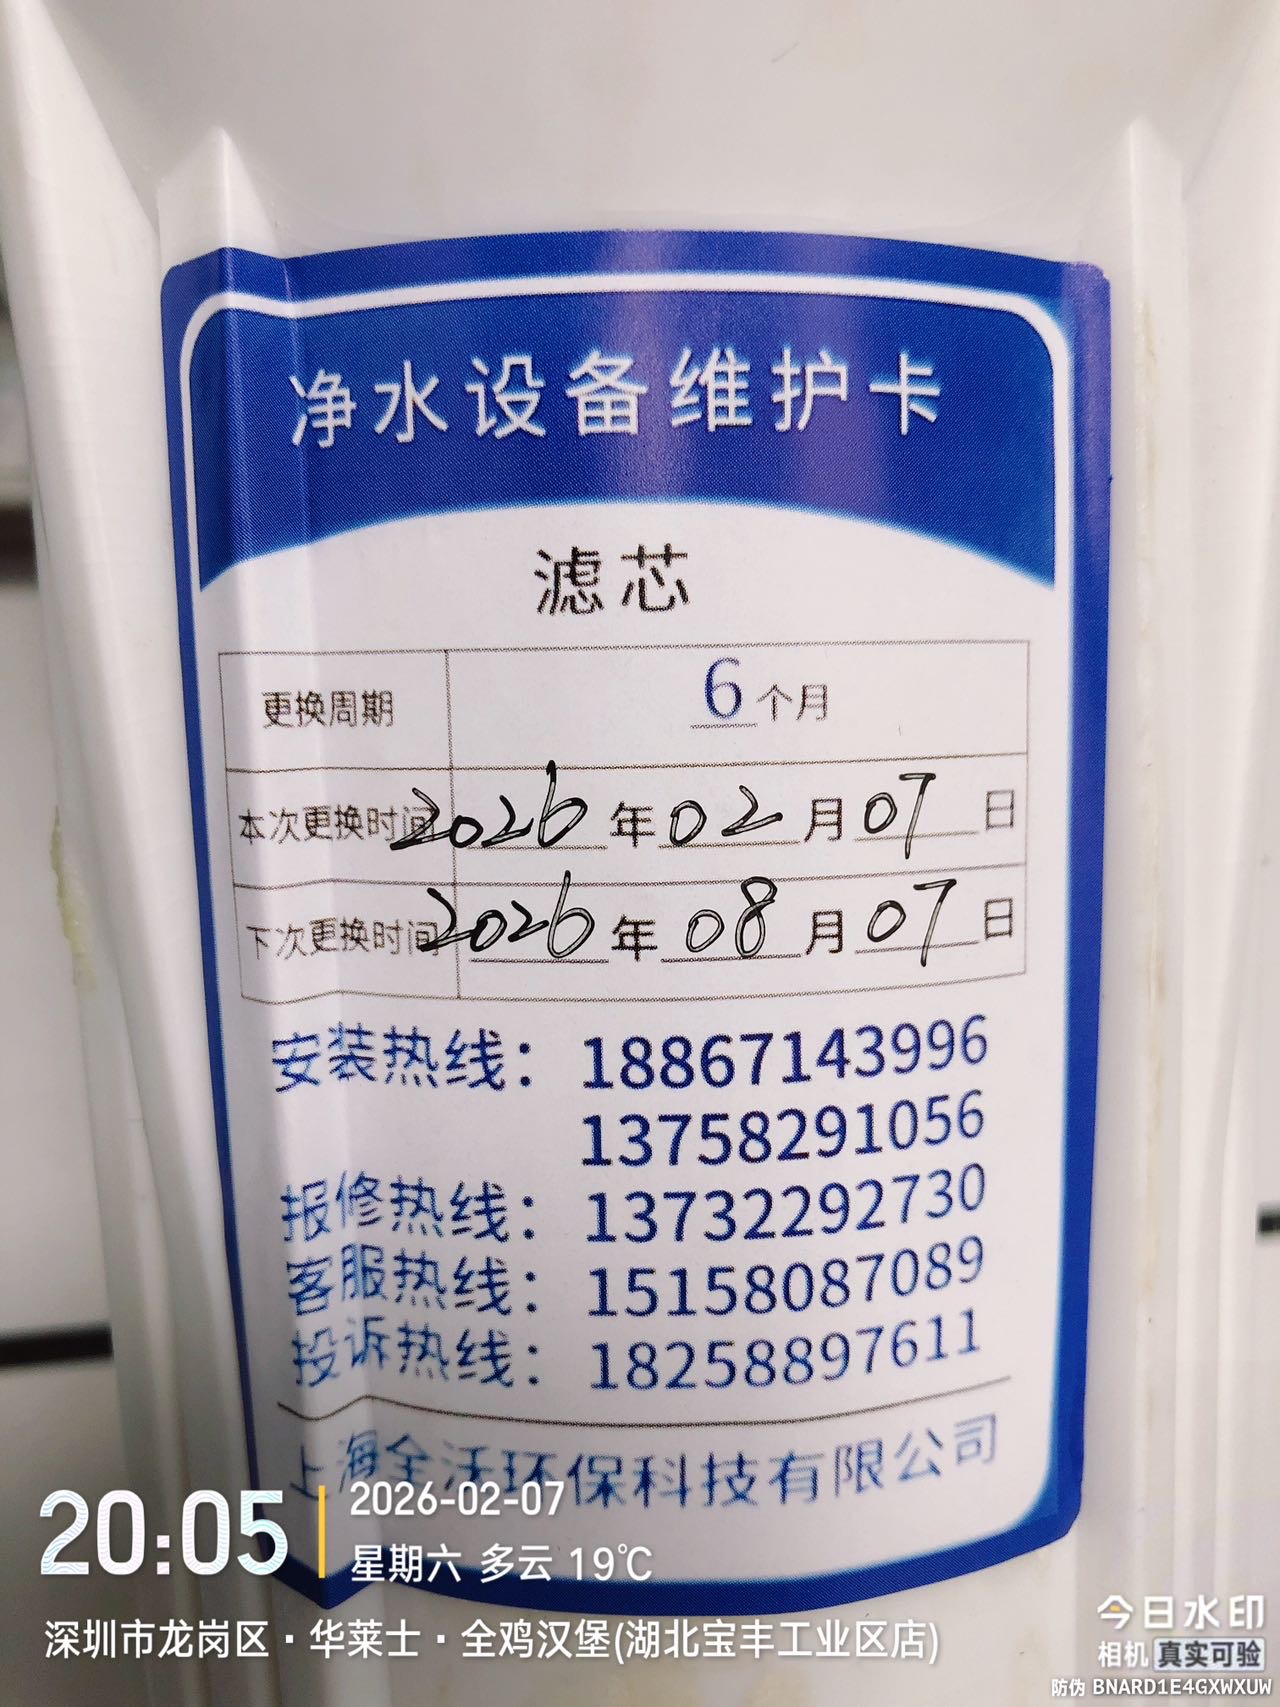 净水设备维护卡
滤芯
更换周期 6个月
本次更换时间 2026年02月07日
下次更换时间 2026年08月07日
安装热线：18867143996
13758291056
报修热线：13732292730
客服热线：15158087089
投诉热线：18258897611
上海全沃环保科技有限公司
20:05
2026-02-07
星期六 多云 19℃
深圳市龙岗区·华莱士·全鸡汉堡(湖北宝丰工业区店)
今日水印
相机 真实可验
防伪 BNARD1E4GXWXUW